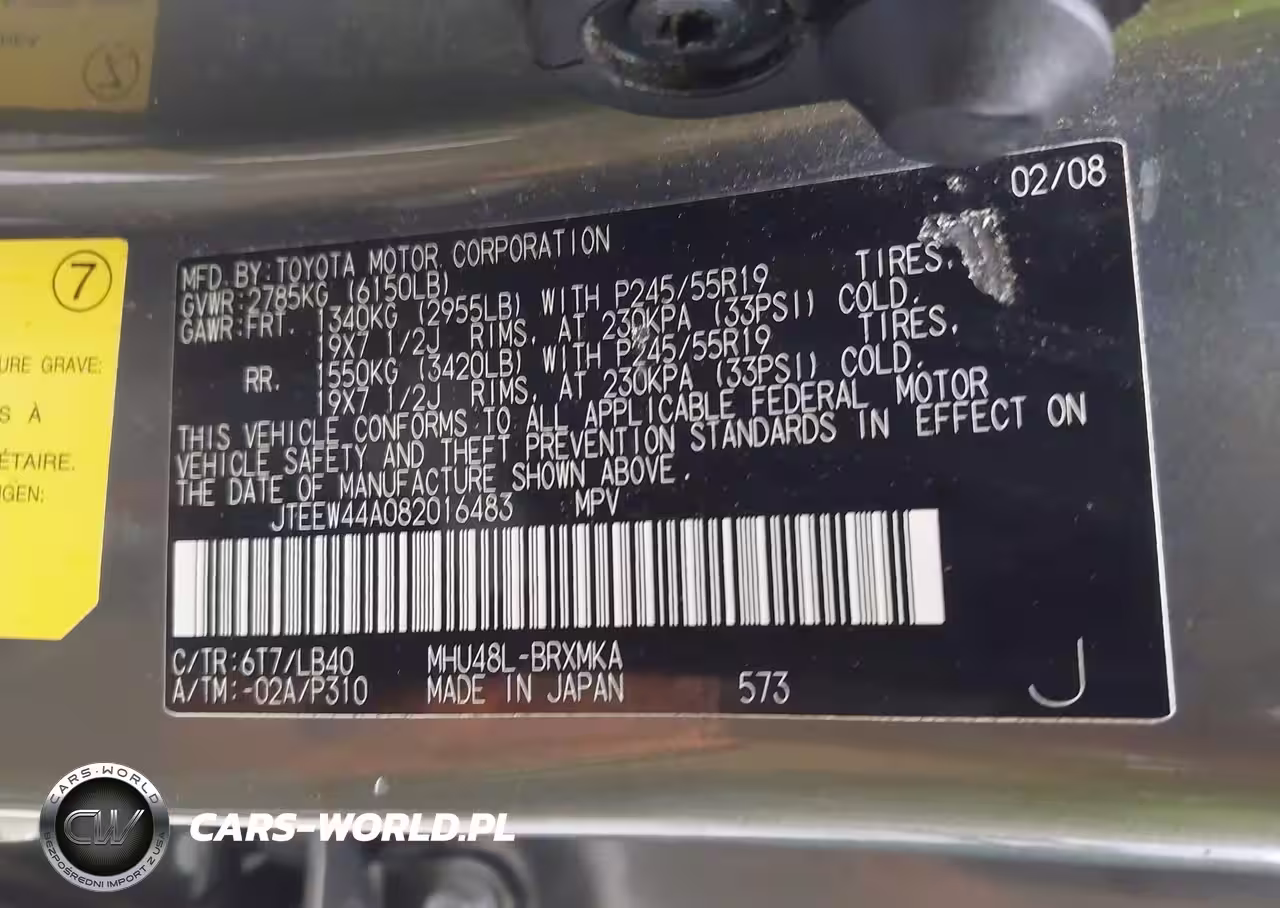 7
URE GRAVE:
S À
ÉTAIRE.
GEN:
02/08
MFD. BY: TOYOTA MOTOR CORPORATION
GVWR: 2785KG (6150LB)
GAWR: FRT. 1340KG (2955LB) WITH P245/55R19 TIRES.
19X7 1/2J RIMS, AT 230KPA (33PSI) COLD.
RR. 1550KG (3420LB) WITH P245/55R19 TIRES,
19X7 1/2J RIMS, AT 230KPA (33PSI) COLD.
THIS VEHICLE CONFORMS TO ALL APPLICABLE FEDERAL MOTOR
VEHICLE SAFETY AND THEFT PREVENTION STANDARDS IN EFFECT ON
THE DATE OF MANUFACTURE SHOWN ABOVE.
JTEEW44A082016483 MPV
C/TR: 6T7/LB40 MHU48L-BRXMKA
A/TM: -02A/P310 MADE IN JAPAN 573
J
CARS-WORLD
CW
BEZPOŚREDNI IMPORT Z USA
CARS-WORLD.PL